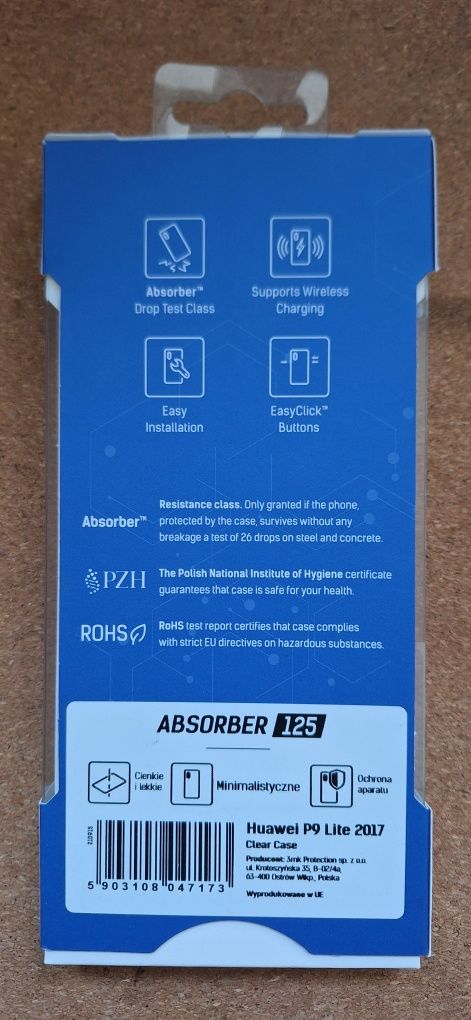 Absorber™
Drop Test Class
Supports Wireless
Charging
Easy
Installation
EasyClick™
Buttons
Absorber™
Resistance class. Only granted if the phone,
protected by the case, survives without any
breakage a test of 26 drops on steel and concrete.
PZH
The Polish National Institute of Hygiene certificate
guarantees that case is safe for your health.
ROHS
RoHS test report certifies that case complies
with strict EU directives on hazardous substances.
ABSORBER 125
Cienkie
i lekkie
Minimalistyczne
Ochrona
aparatu
Huawei P9 Lite 2017
Clear Case
Producent: 3mk Protection sp. z o.o.
ul. Krotoszyńska 35, B-02/4a,
63-400 Ostrów Wlkp., Polska
Wyprodukowane w UE
5 903108 047173